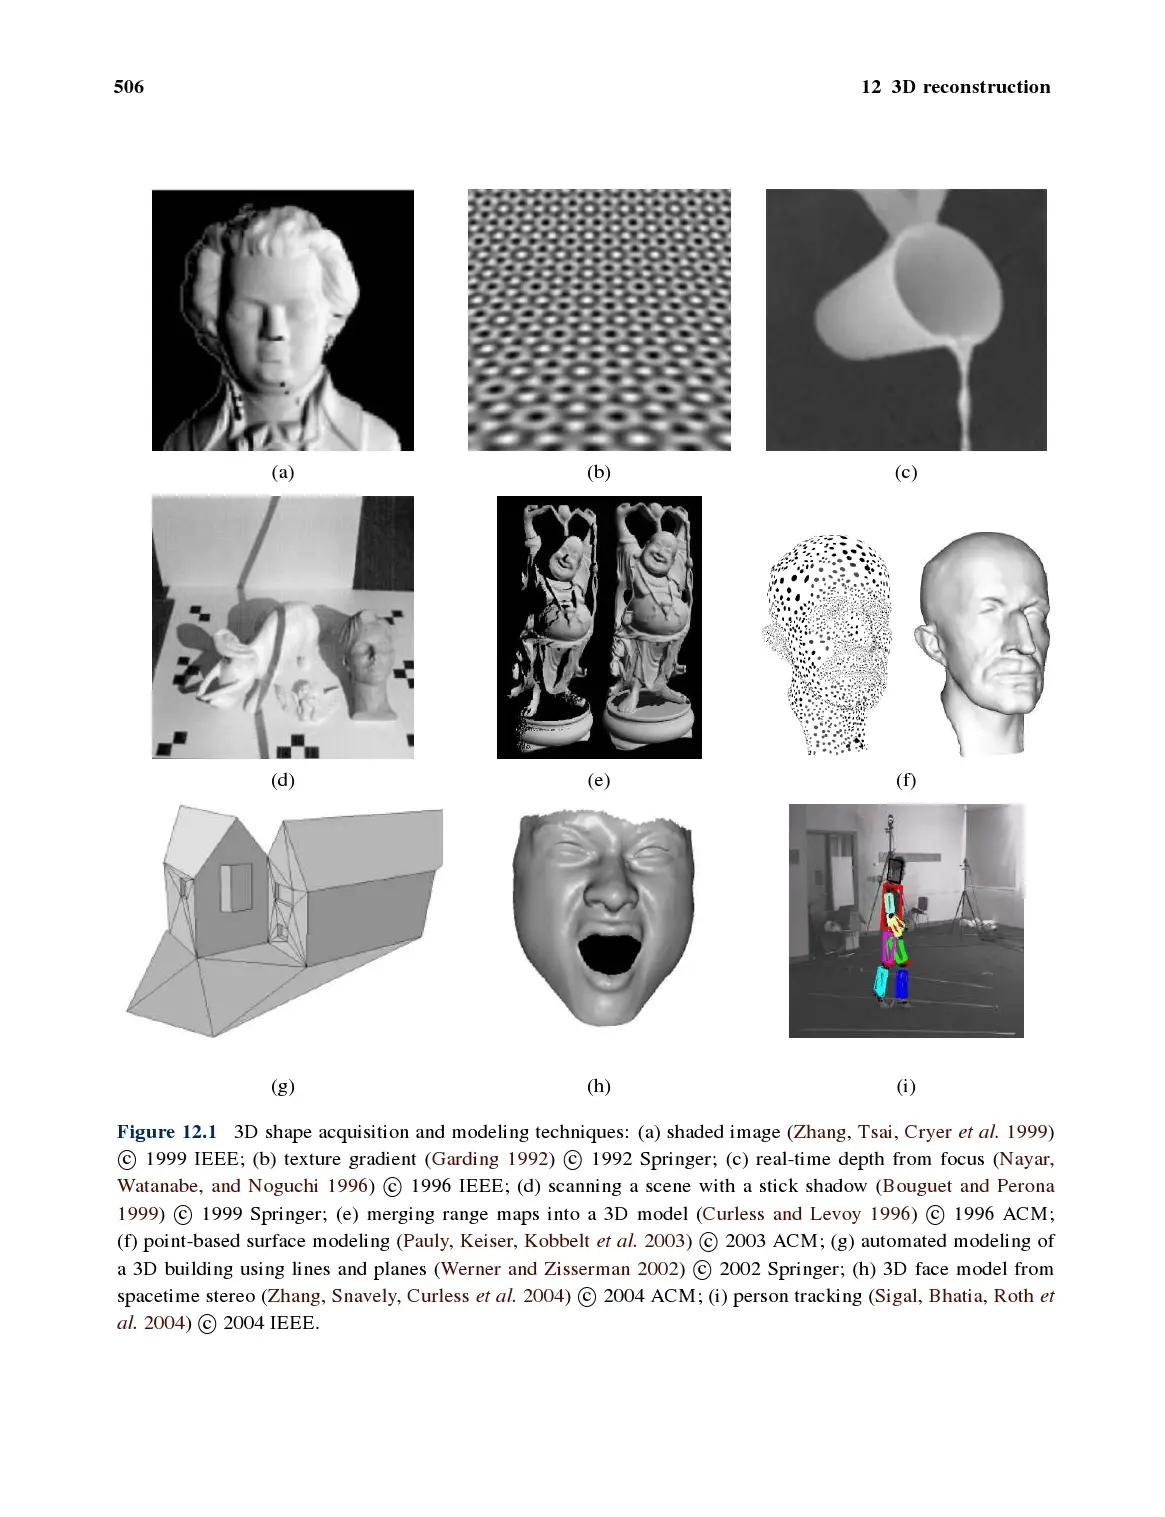 506
12 3D reconstruction
(a)
(b)
(c)
(d)
(e)
(f)
(g)
(h)
(i)
Figure 12.1 3D shape acquisition and modeling techniques: (a) shaded image (Zhang, Tsai, Cryer et al. 1999)
© 1999 IEEE; (b) texture gradient (Garding 1992) © 1992 Springer; (c) real-time depth from focus (Nayar,
Watanabe, and Noguchi 1996) © 1996 IEEE; (d) scanning a scene with a stick shadow (Bouguet and Perona
1999) © 1999 Springer; (e) merging range maps into a 3D model (Curless and Levoy 1996) © 1996 ACM;
(f) point-based surface modeling (Pauly, Keiser, Kobbelt et al. 2003) © 2003 ACM; (g) automated modeling of
a 3D building using lines and planes (Werner and Zisserman 2002) © 2002 Springer; (h) 3D face model from
spacetime stereo (Zhang, Snavely, Curless et al. 2004) © 2004 ACM; (i) person tracking (Sigal, Bhatia, Roth et
al. 2004) © 2004 IEEE.